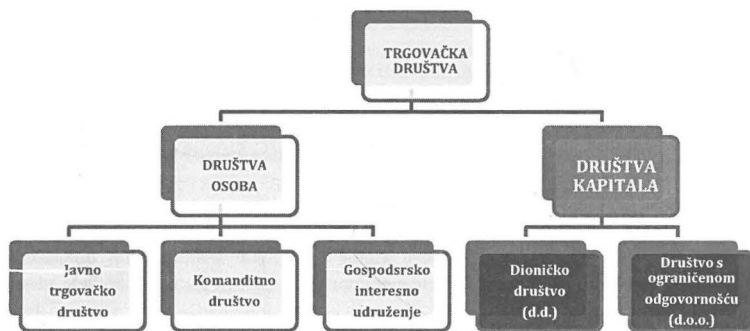 TRGOVAČKA
DRUŠTVA
DRUŠTVA
OSOBA
DRUŠTVA
KAPITALA
Javno
trgovačko
društvo
Komanditno
društvo
Gospodsrsko
interesno
udruženje
Dioničko
društvo
(d.d.)
Društvo s
ograničenom
odgovornošću
(d.o.o.)